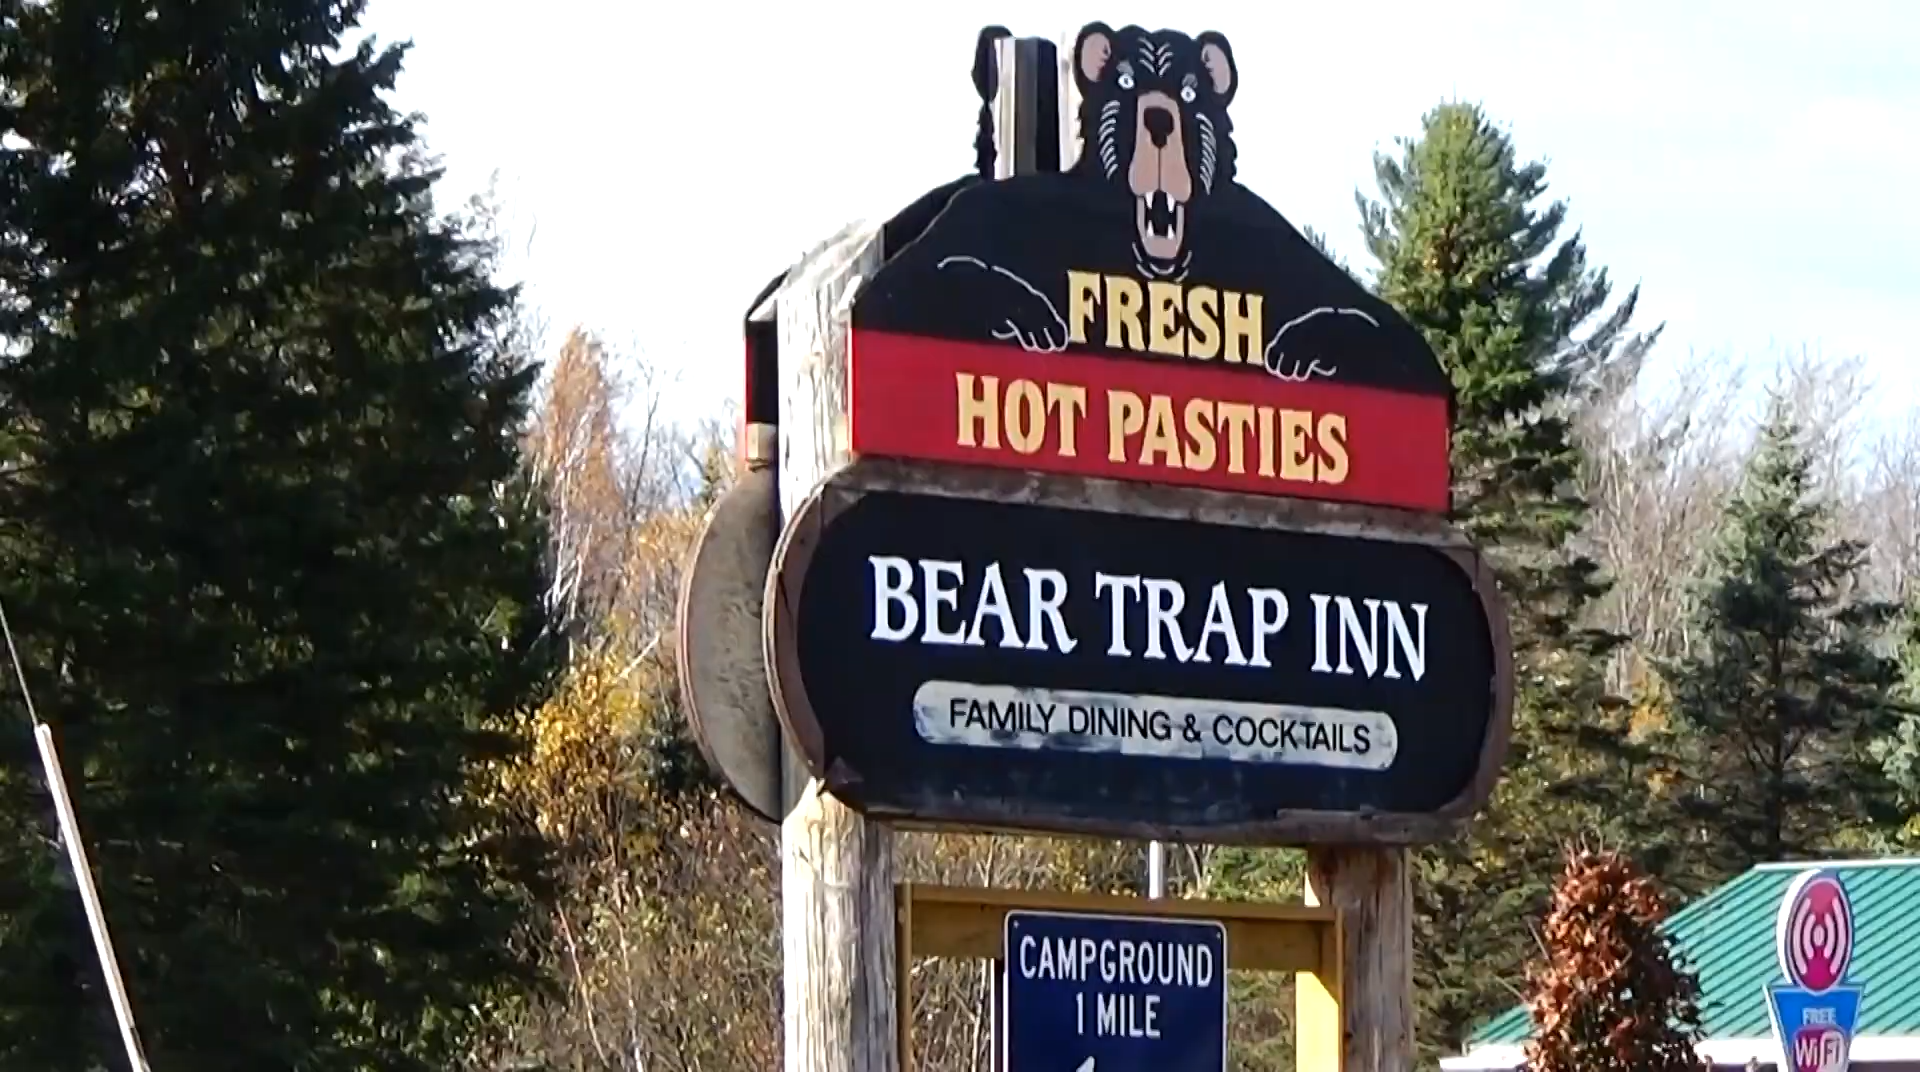 FRESH
HOT PASTIES
BEAR TRAP INN
FAMILY DINING & COCKTAILS
CAMPGROUND
1 MILE
FREE
WiFi